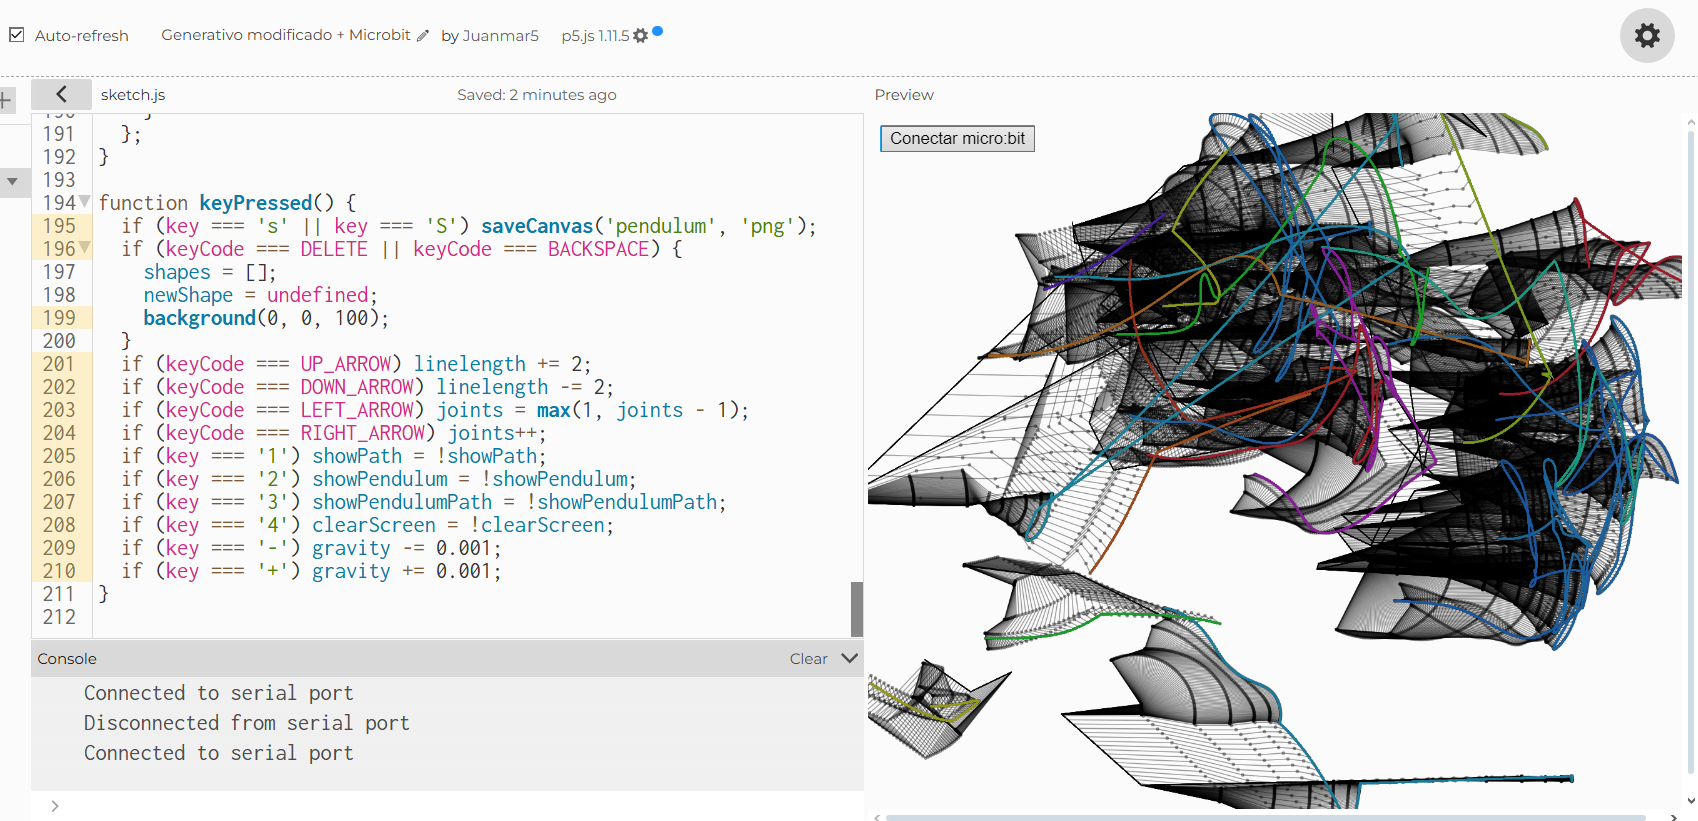 Auto-refresh
Generativo modificado + Microbit
by Juanmar5
p5.js 1.11.5
sketch.js
Saved: 2 minutes ago
Preview
Conectar micro:bit
190 }
191 };
192 }
193
194 function keyPressed() {
195 if (key === 's' || key === 'S') saveCanvas('pendulum', 'png');
196 if (keyCode === DELETE || keyCode === BACKSPACE) {
197 shapes = [];
198 newShape = undefined;
199 background(0, 0, 100);
200 }
201 if (keyCode === UP_ARROW) linelength += 2;
202 if (keyCode === DOWN_ARROW) linelength -= 2;
203 if (keyCode === LEFT_ARROW) joints = max(1, joints - 1);
204 if (keyCode === RIGHT_ARROW) joints++;
205 if (key === '1') showPath = !showPath;
206 if (key === '2') showPendulum = !showPendulum;
207 if (key === '3') showPendulumPath = !showPendulumPath;
208 if (key === '4') clearScreen = !clearScreen;
209 if (key === '-') gravity -= 0.001;
210 if (key === '+') gravity += 0.001;
211 }
212
Console
Clear
Connected to serial port
Disconnected from serial port
Connected to serial port